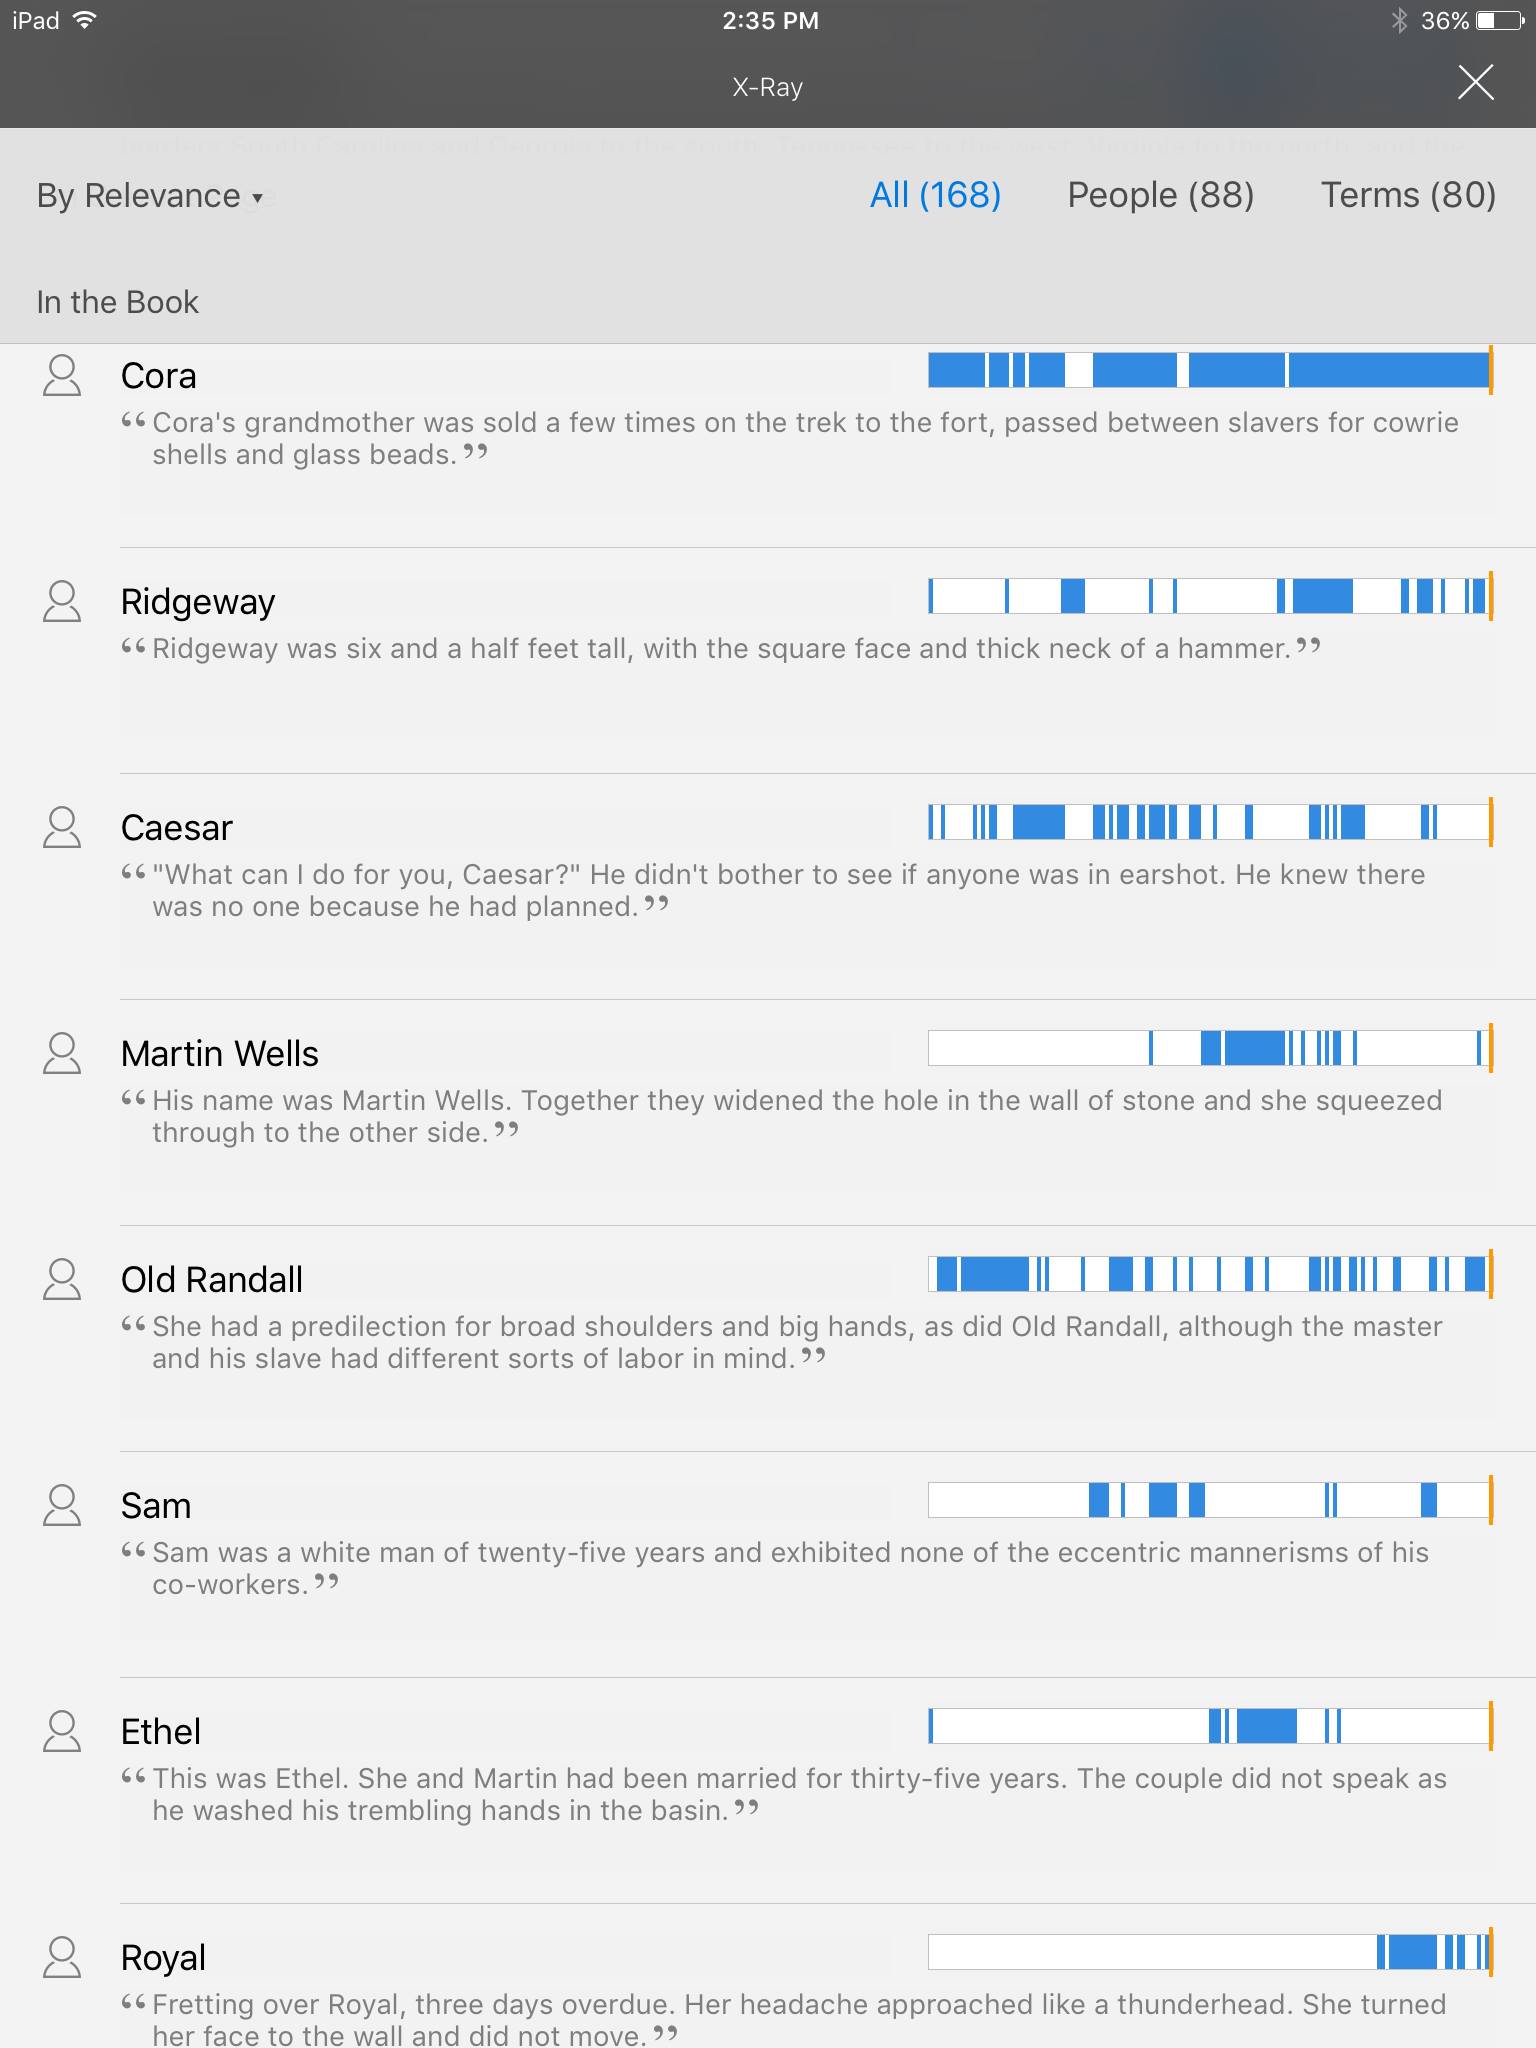 iPad 2:35 PM 36%
X-Ray
By Relevance All (168) People (88) Terms (80)
In the Book
Cora
“Cora's grandmother was sold a few times on the trek to the fort, passed between slavers for cowrie
shells and glass beads.”
Ridgeway
“Ridgeway was six and a half feet tall, with the square face and thick neck of a hammer.”
Caesar
“"What can I do for you, Caesar?" He didn't bother to see if anyone was in earshot. He knew there
was no one because he had planned.”
Martin Wells
“His name was Martin Wells. Together they widened the hole in the wall of stone and she squeezed
through to the other side.”
Old Randall
“She had a predilection for broad shoulders and big hands, as did Old Randall, although the master
and his slave had different sorts of labor in mind.”
Sam
“Sam was a white man of twenty-five years and exhibited none of the eccentric mannerisms of his
co-workers.”
Ethel
“This was Ethel. She and Martin had been married for thirty-five years. The couple did not speak as
he washed his trembling hands in the basin.”
Royal
“Fretting over Royal, three days overdue. Her headache approached like a thunderhead. She turned
her face to the wall and did not move.”